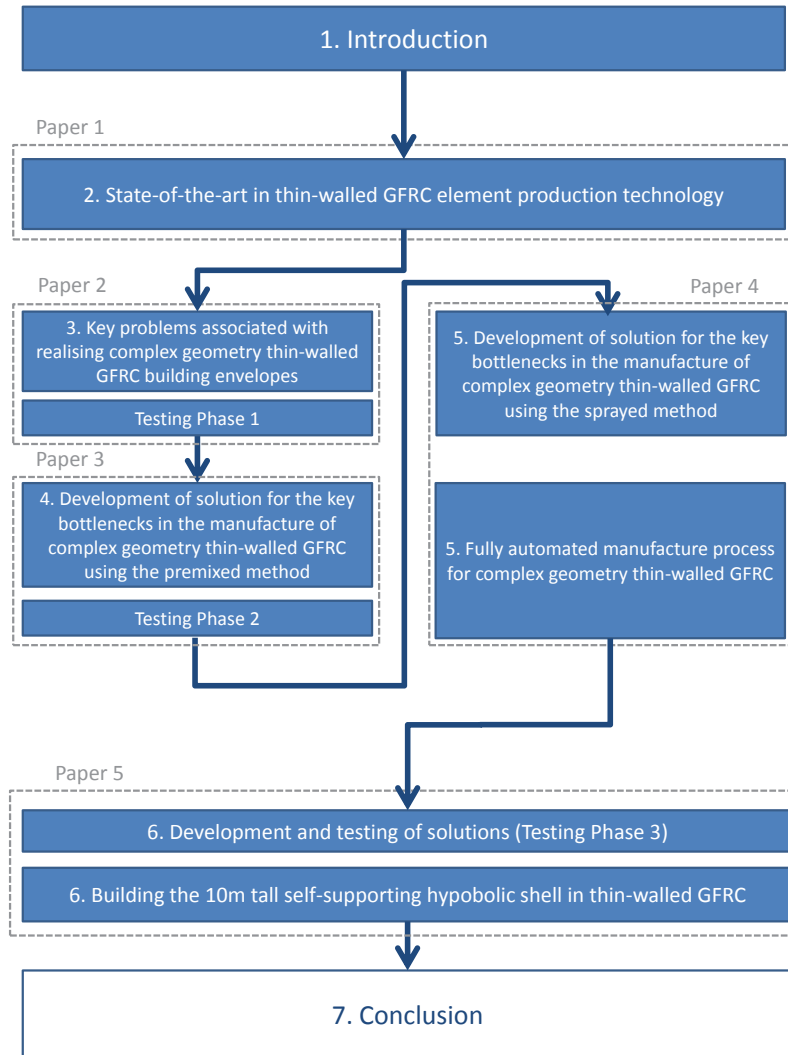 1. Introduction
Paper 1
2. State-of-the-art in thin-walled GFRC element production technology
Paper 2
3. Key problems associated with
realising complex geometry thin-walled
GFRC building envelopes
Testing Phase 1
Paper 3
4. Development of solution for the key
bottlenecks in the manufacture of
complex geometry thin-walled GFRC
using the premixed method
Testing Phase 2
Paper 4
5. Development of solution for the key
bottlenecks in the manufacture of
complex geometry thin-walled GFRC
using the sprayed method
5. Fully automated manufacture process
for complex geometry thin-walled GFRC
Paper 5
6. Development and testing of solutions (Testing Phase 3)
6. Building the 10m tall self-supporting hypobolic shell in thin-walled GFRC
7. Conclusion